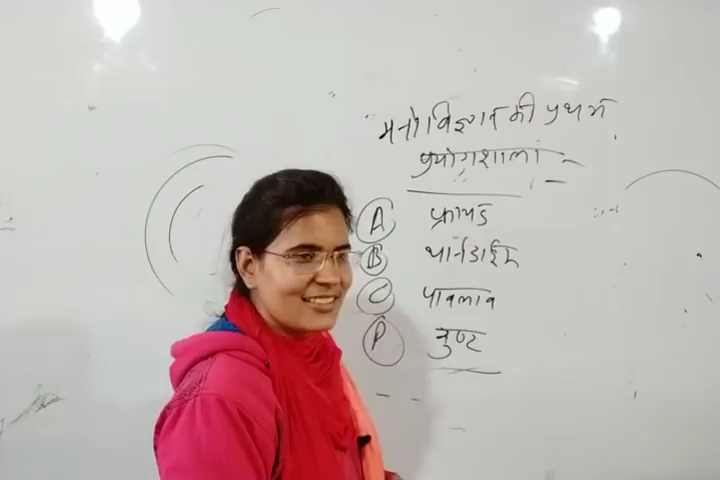 मनोविज्ञान की प्रथम
प्रयोगशाला
A फ्रायड
B थार्नडाईक
C पावलाव
D वुण्ट